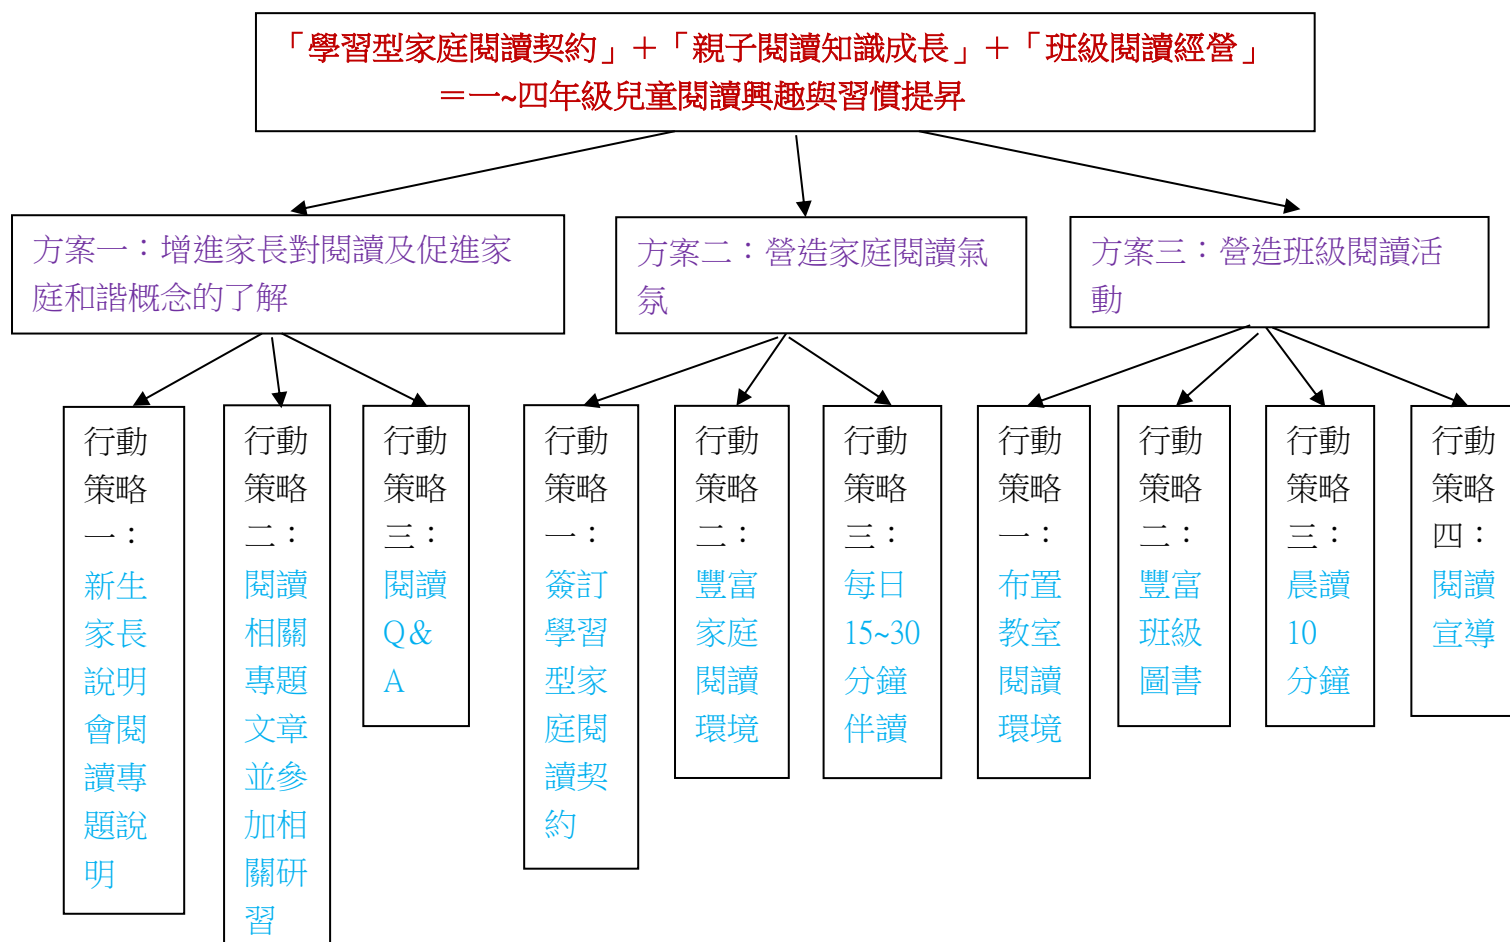 「學習型家庭閱讀契約」＋「親子閱讀知識成長」＋「班級閱讀經營」
＝一~四年級兒童閱讀興趣與習慣提昇
方案一：增進家長對閱讀及促進家
庭和諧概念的了解
方案二：營造家庭閱讀氣
氛
方案三：營造班級閱讀活
動
行動
策略
一：
新生
家長
說明
會閱
讀專
題說
明
行動
策略
二：
閱讀
相關
專題
文章
並參
加相
關研
習
行動
策略
三：
閱讀
Q&
A
行動
策略
一：
簽訂
學習
型家
庭閱
讀契
約
行動
策略
二：
豐富
家庭
閱讀
環境
行動
策略
三：
每日
15~30
分鐘
伴讀
行動
策略
一：
布置
教室
閱讀
環境
行動
策略
二：
豐富
班級
圖書
行動
策略
三：
晨讀
10
分鐘
行動
策略
四：
閱讀
宣導